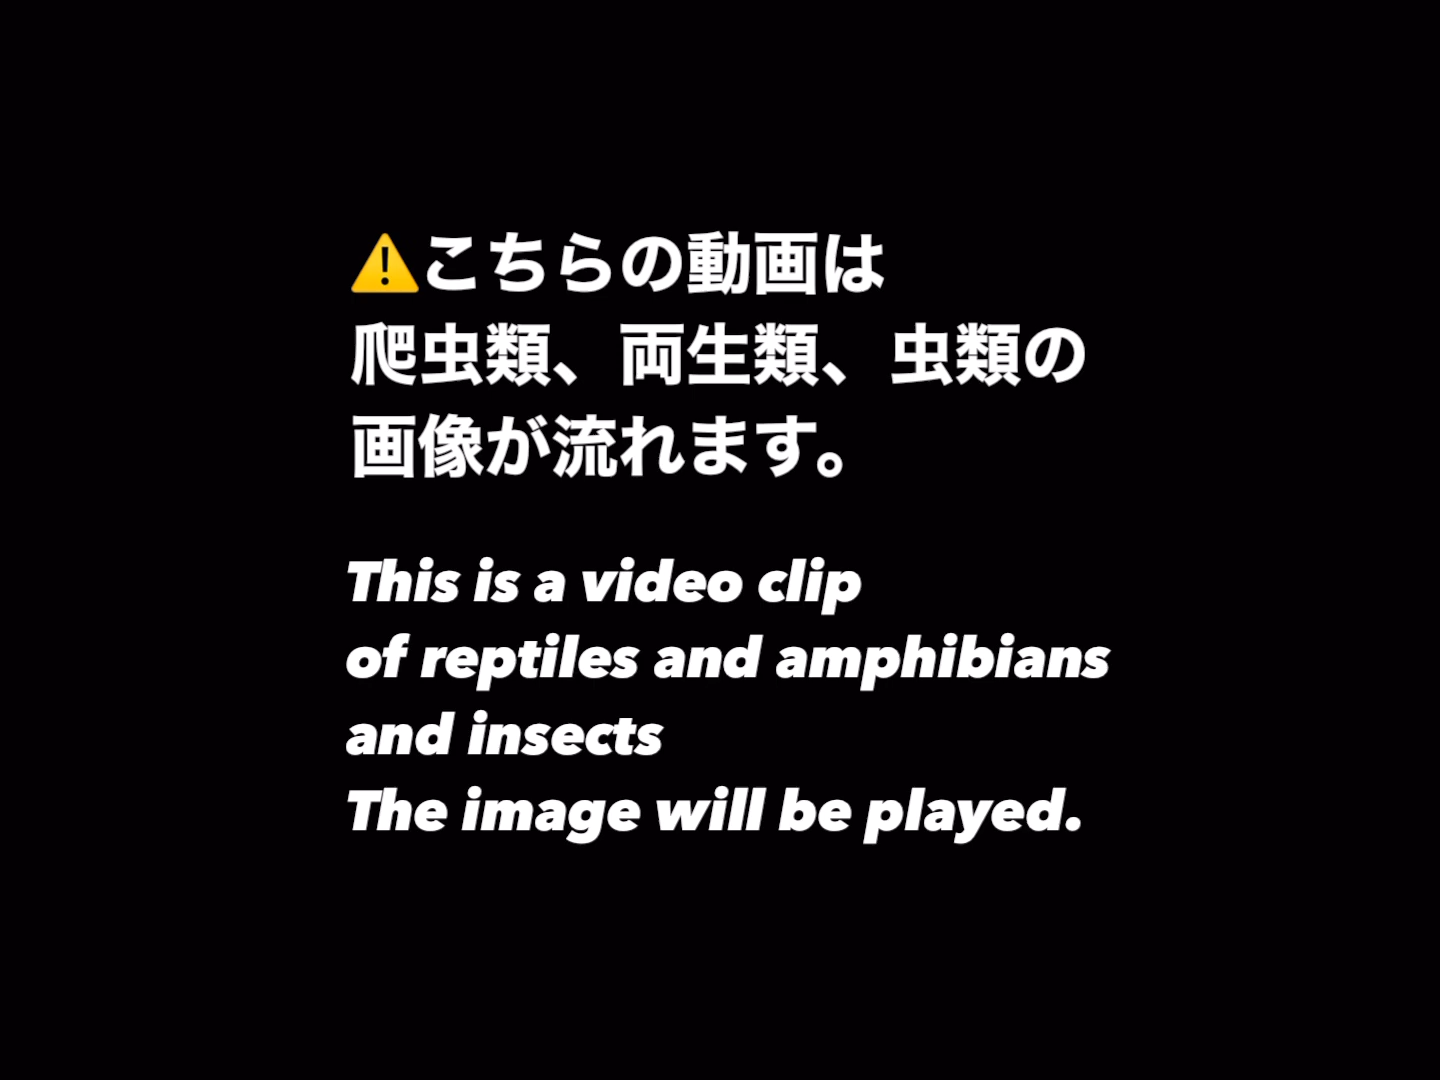 ⚠️こちらの動画は
爬虫類、両生類、虫類の
画像が流れます。
This is a video clip
of reptiles and amphibians
and insects
The image will be played.